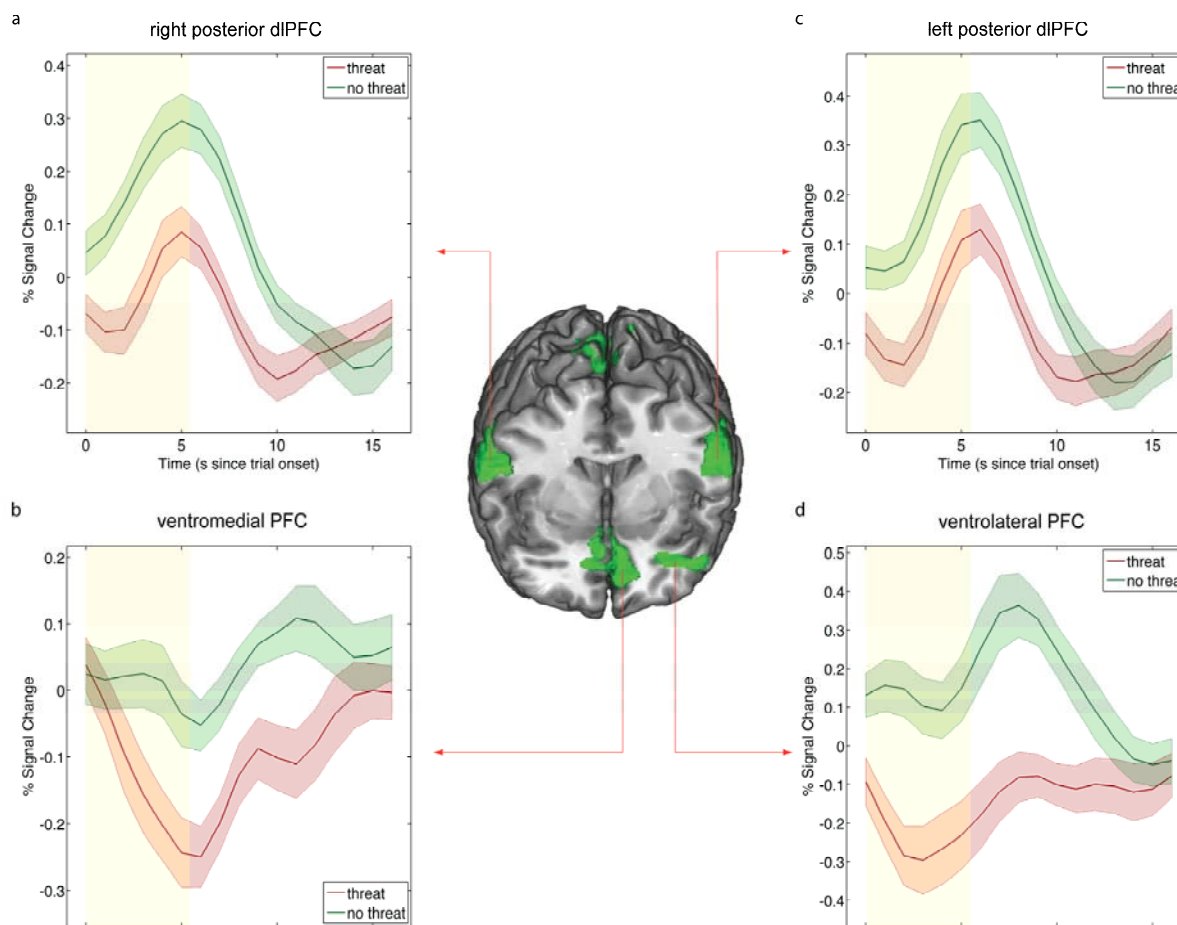 a
right posterior dlPFC
threat
no threat
0.4
0.3
0.2
0.1
0
-0.1
-0.2
% Signal Change
0
5
10
15
Time (s since trial onset)
c
left posterior dlPFC
threat
no threat
0.4
0.3
0.2
0.1
0
-0.1
-0.2
% Signal Change
0
5
10
15
Time (s since trial onset)
b
ventromedial PFC
0.2
0.1
0
-0.1
-0.2
-0.3
% Signal Change
threat
no threat
d
ventrolateral PFC
threat
no threat
0.5
0.4
0.3
0.2
0.1
0
-0.1
-0.2
-0.3
-0.4
% Signal Change